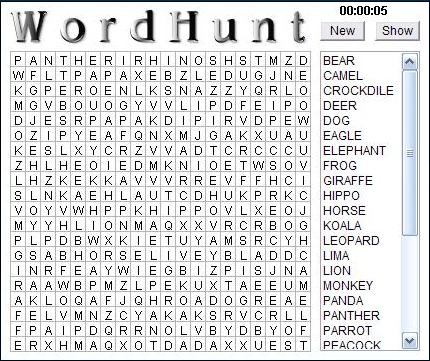 WordHunt
00:00:05
New Show
P A N T H E R I R H I N O S H S T M Z D
W F L T P A P A X E B Z L E D U G J N E
K G P E R O E N L K S N A Z Z Y Q R L O
M G V B O U O G Y V V L I P D F E I P O
D J E S R P A P A K D I P I R V D P E W
O Z I P Y E A F Q N X M J G A K X U A U
K E S L X Y C R Z V V A D T C R C C C U
Z H L H E O I E D M K N I O E T W S O V
L H Z K E K K A V V V R R E V F F H C I
S L N K A E H L A U T C D H U K P R K C
V O Y V W H P P K H I P P O V L X E O J
M Y Y H L I O N M A Q X X V R C R B O G
P L P D B W X K I E T U Y A M S R C Y H
G S A B H O R S E L I V E Y B L A D D C
I N R F E A Y W I E G B I Z P I S J N A
R A A W B P M Z L P E K U X T A E E U M
A K L O Q A F J Q H R O A D O G R E A E
F E L V M N Z C Y A K A K S R V C R L L
F P A I P D Q R R N O L V B Y D B Y O F
E R X H M A Q X O T D A D A X X U E S T
BEAR
CAMEL
CROCKDILE
DEER
DOG
EAGLE
ELEPHANT
FROG
GIRAFFE
HIPPO
HORSE
KOALA
LEOPARD
LIMA
LION
MONKEY
PANDA
PANTHER
PARROT
PEACOCK